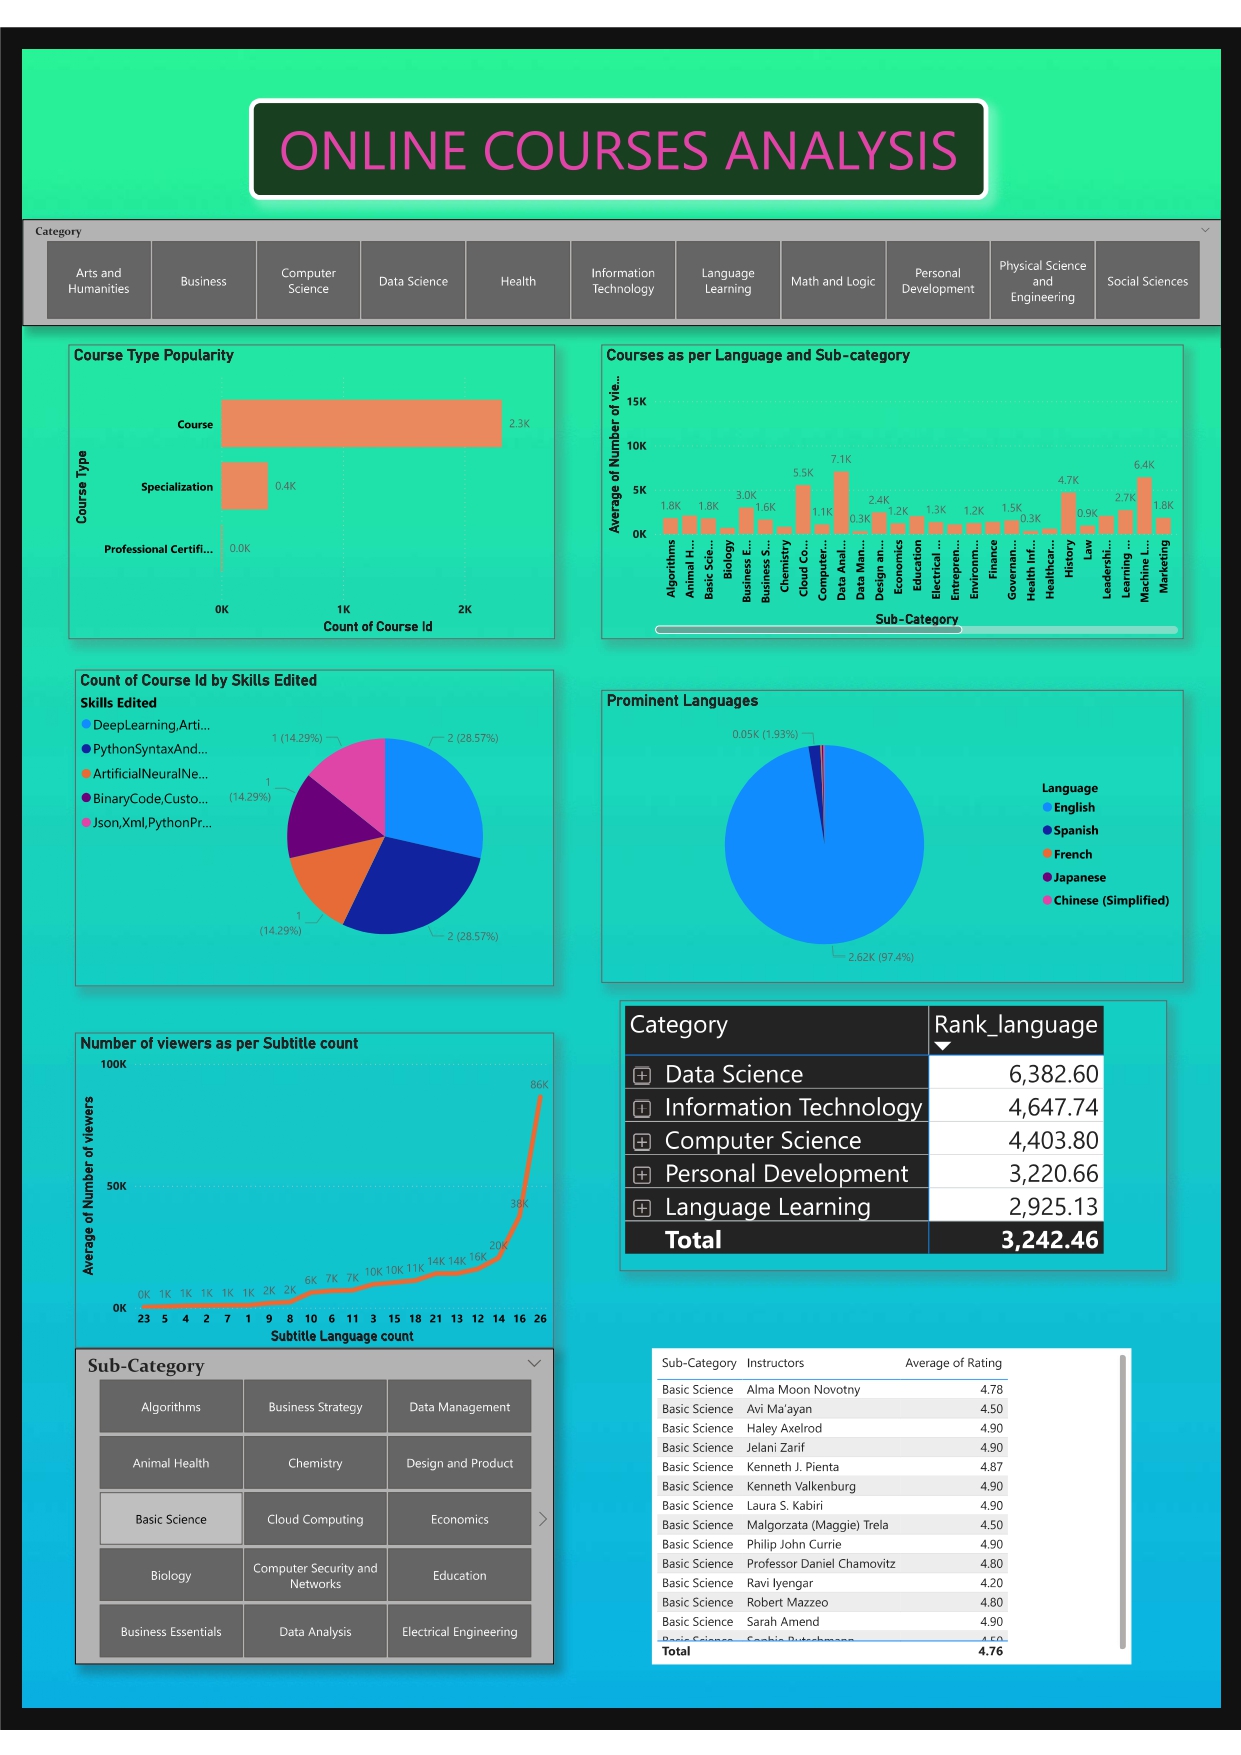 ONLINE COURSES ANALYSIS
Category
Arts and
Humanities
Business
Computer
Science
Data Science
Health
Information
Technology
Language
Learning
Math and Logic
Personal
Development
Physical Science
and
Engineering
Social Sciences
Course Type Popularity
Course Type
Course
2.3K
Specialization
0.4K
Professional Certifi...
0.0K
0K
1K
2K
Count of Course Id
Courses as per Language and Sub-category
Average of Number of vie...
15K
10K
5K
0K
1.8K
1.8K
3.0K
1.6K
5.5K
1.1K
7.1K
0.3K
2.4K
1.2K
1.3K
1.2K
1.5K
0.3K
4.7K
0.9K
2.7K
6.4K
1.8K
Algorithms
Animal H...
Basic Scie...
Biology
Business E...
Business S...
Chemistry
Cloud Co...
Computer...
Data Anal...
Data Man...
Design an...
Economics
Education
Electrical ...
Entrepren...
Environm...
Finance
Governan...
Health Inf...
Healthcar...
History
Law
Leadershi...
Learning ...
Machine L...
Marketing
Sub-Category
Count of Course Id by Skills Edited
Skills Edited
DeepLearning,Arti...
PythonSyntaxAnd...
ArtificialNeuralNe...
BinaryCode,Custo...
Json,Xml,PythonPr...
1 (14.29%)
2 (28.57%)
1
(14.29%)
1
(14.29%)
2 (28.57%)
Prominent Languages
0.05K (1.93%)
2.62K (97.4%)
Language
English
Spanish
French
Japanese
Chinese (Simplified)
Number of viewers as per Subtitle count
Average of Number of viewers
100K
50K
0K
0K 1K 1K 1K 1K 1K 2K 2K 6K 7K 7K 10K 10K 11K 14K 14K 16K 20K 38K 86K
23 5 4 2 7 1 9 8 10 6 11 3 15 18 21 13 12 14 16 26
Subtitle Language count
Category Rank_language
Data Science 6,382.60
Information Technology 4,647.74
Computer Science 4,403.80
Personal Development 3,220.66
Language Learning 2,925.13
Total 3,242.46
Sub-Category
Algorithms Business Strategy Data Management
Animal Health Chemistry Design and Product
Basic Science Cloud Computing Economics
Biology Computer Security and
Networks Education
Business Essentials Data Analysis Electrical Engineering
Sub-Category Instructors Average of Rating
Basic Science Alma Moon Novotny 4.78
Basic Science Avi Ma'ayan 4.50
Basic Science Haley Axelrod 4.90
Basic Science Jelani Zarif 4.90
Basic Science Kenneth J. Pienta 4.87
Basic Science Kenneth Valkenburg 4.90
Basic Science Laura S. Kabiri 4.90
Basic Science Malgorzata (Maggie) Trela 4.50
Basic Science Philip John Currie 4.90
Basic Science Professor Daniel Chamovitz 4.80
Basic Science Ravi Iyengar 4.20
Basic Science Robert Mazzeo 4.80
Basic Science Sarah Amend 4.90
Total 4.76